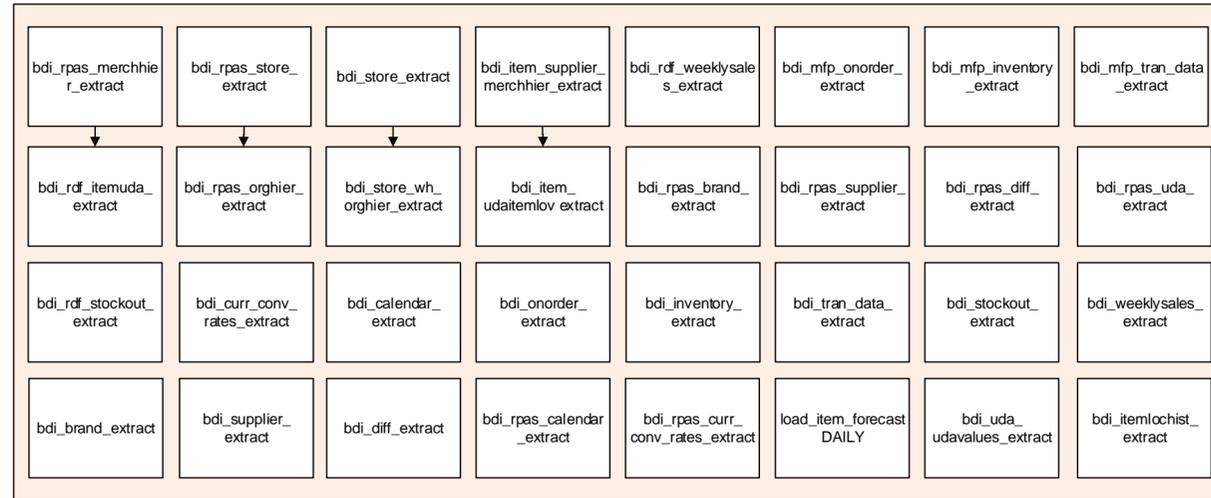 bdi_rpas_merchhie
r_extract
bdi_rpas_store_
extract
bdi_store_extract
bdi_item_supplier_
merchhier_extract
bdi_rdf_weeklysale
s_extract
bdi_mfp_onorder_
extract
bdi_mfp_inventory
_extract
bdi_mfp_tran_data
_extract
bdi_rdf_itemuda_
extract
bdi_rpas_orghier_
extract
bdi_store_wh_
orghier_extract
bdi_item_
udaitemlov extract
bdi_rpas_brand_
extract
bdi_rpas_supplier_
extract
bdi_rpas_diff_
extract
bdi_rpas_uda_
extract
bdi_rdf_stockout_
extract
bdi_curr_conv_
rates_extract
bdi_calendar_
extract
bdi_onorder_
extract
bdi_inventory_
extract
bdi_tran_data_
extract
bdi_stockout_
extract
bdi_weeklysales_
extract
bdi_brand_extract
bdi_supplier_
extract
bdi_diff_extract
bdi_rpas_calendar
_extract
bdi_rpas_curr_
conv_rates_extract
load_item_forecast
DAILY
bdi_uda_
udavalues_extract
bdi_itemlochist_
extract